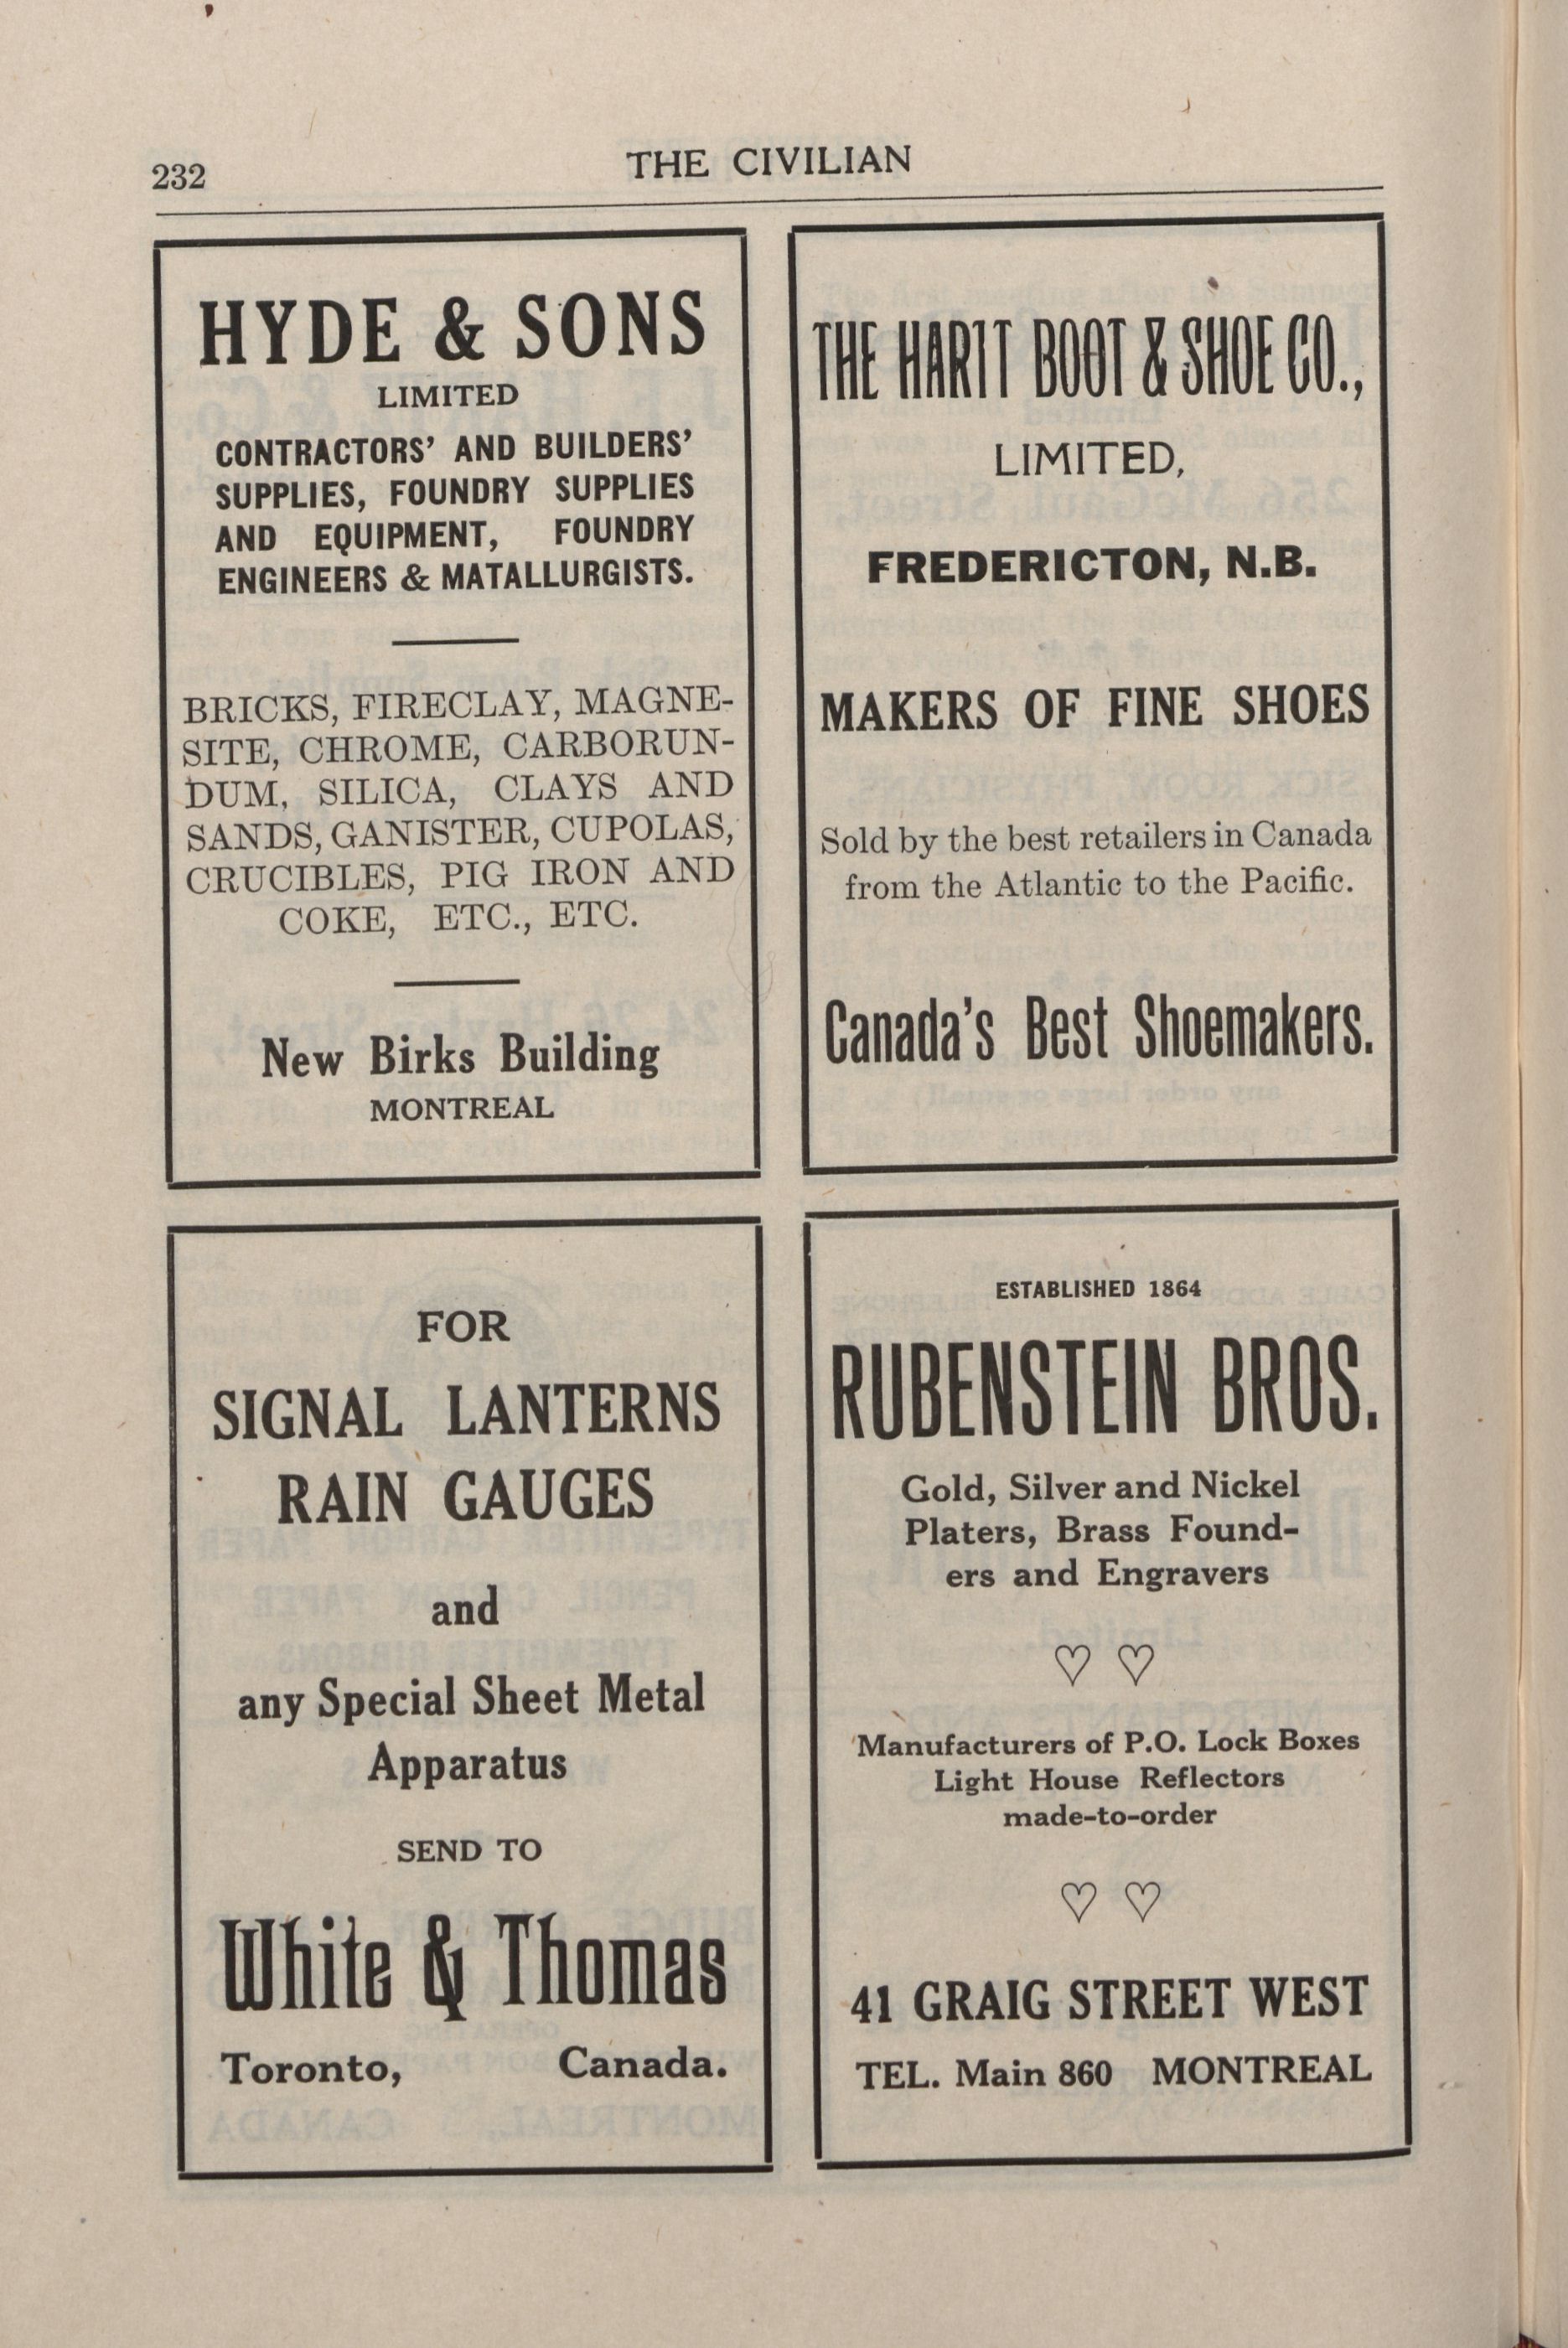 232
THE CIVILIAN
HYDE & SONS
LIMITED
CONTRACTORS' AND BUILDERS'
SUPPLIES, FOUNDRY SUPPLIES
AND EQUIPMENT, FOUNDRY
ENGINEERS & MATALLURGISTS.
BRICKS, FIRECLAY, MAGNE-
SITE, CHROME, CARBORUN-
DUM, SILICA, CLAYS AND
SANDS, GANISTER, CUPOLAS,
CRUCIBLES, PIG IRON AND
COKE, ETC., ETC.
New Birks Building
MONTREAL
THE HARTT BOOT & SHOE CO.,
LIMITED,
FREDERICTON, N.B.
MAKERS OF FINE SHOES
Sold by the best retailers in Canada
from the Atlantic to the Pacific.
Canada's Best Shoemakers.
FOR
SIGNAL LANTERNS
RAIN GAUGES
and
any Special Sheet Metal
Apparatus
SEND TO
White & Thomas
Toronto, Canada.
ESTABLISHED 1864
RUBENSTEIN BROS.
Gold, Silver and Nickel
Platers, Brass Found-
ers and Engravers
Manufacturers of P.O. Lock Boxes
Light House Reflectors
made-to-order
41 GRAIG STREET WEST
TEL. Main 860 MONTREAL